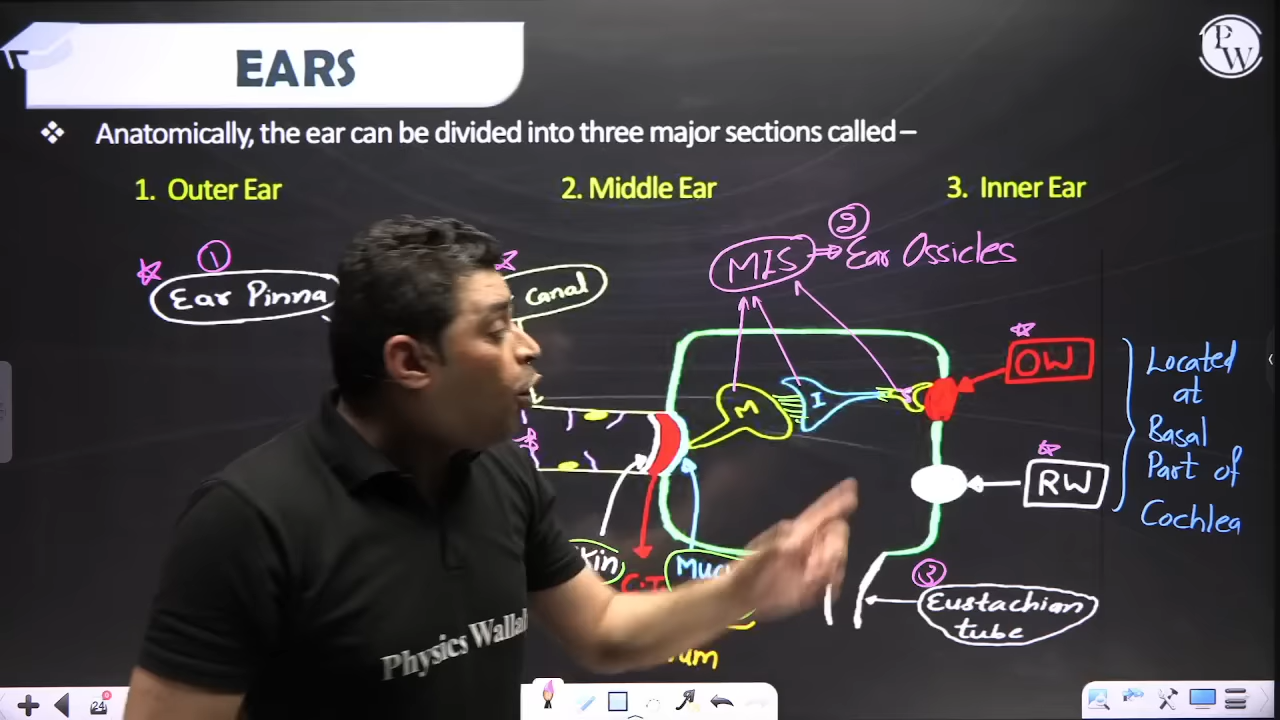 EARS
PW
Anatomically, the ear can be divided into three major sections called –
1. Outer Ear
2. Middle Ear
3. Inner Ear
①
Ear Pinna
Canal
MIS ⇒ ② Ear Ossicles
M
I
OW
RW
Located
at
Basal
Part of
Cochlea
C.T
③
Eustachian
tube
Physics
24